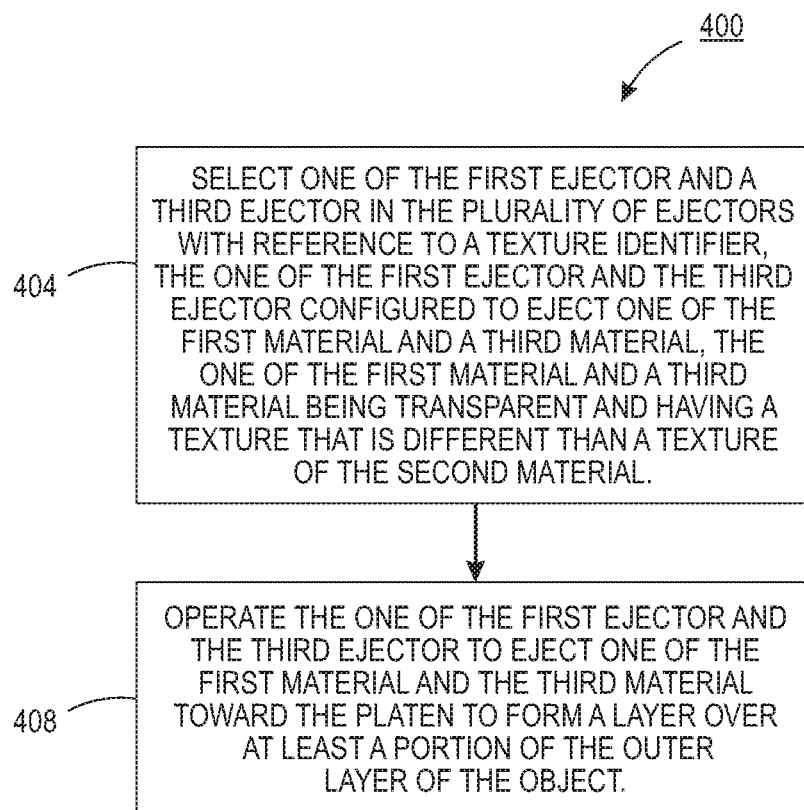 400
SELECT ONE OF THE FIRST EJECTOR AND A
THIRD EJECTOR IN THE PLURALITY OF EJECTORS
WITH REFERENCE TO A TEXTURE IDENTIFIER,
THE ONE OF THE FIRST EJECTOR AND THE THIRD
EJECTOR CONFIGURED TO EJECT ONE OF THE
FIRST MATERIAL AND A THIRD MATERIAL, THE
ONE OF THE FIRST MATERIAL AND A THIRD
MATERIAL BEING TRANSPARENT AND HAVING A
TEXTURE THAT IS DIFFERENT THAN A TEXTURE
OF THE SECOND MATERIAL.
404
OPERATE THE ONE OF THE FIRST EJECTOR AND
THE THIRD EJECTOR TO EJECT ONE OF THE
FIRST MATERIAL AND THE THIRD MATERIAL
TOWARD THE PLATEN TO FORM A LAYER OVER
AT LEAST A PORTION OF THE OUTER
LAYER OF THE OBJECT.
408